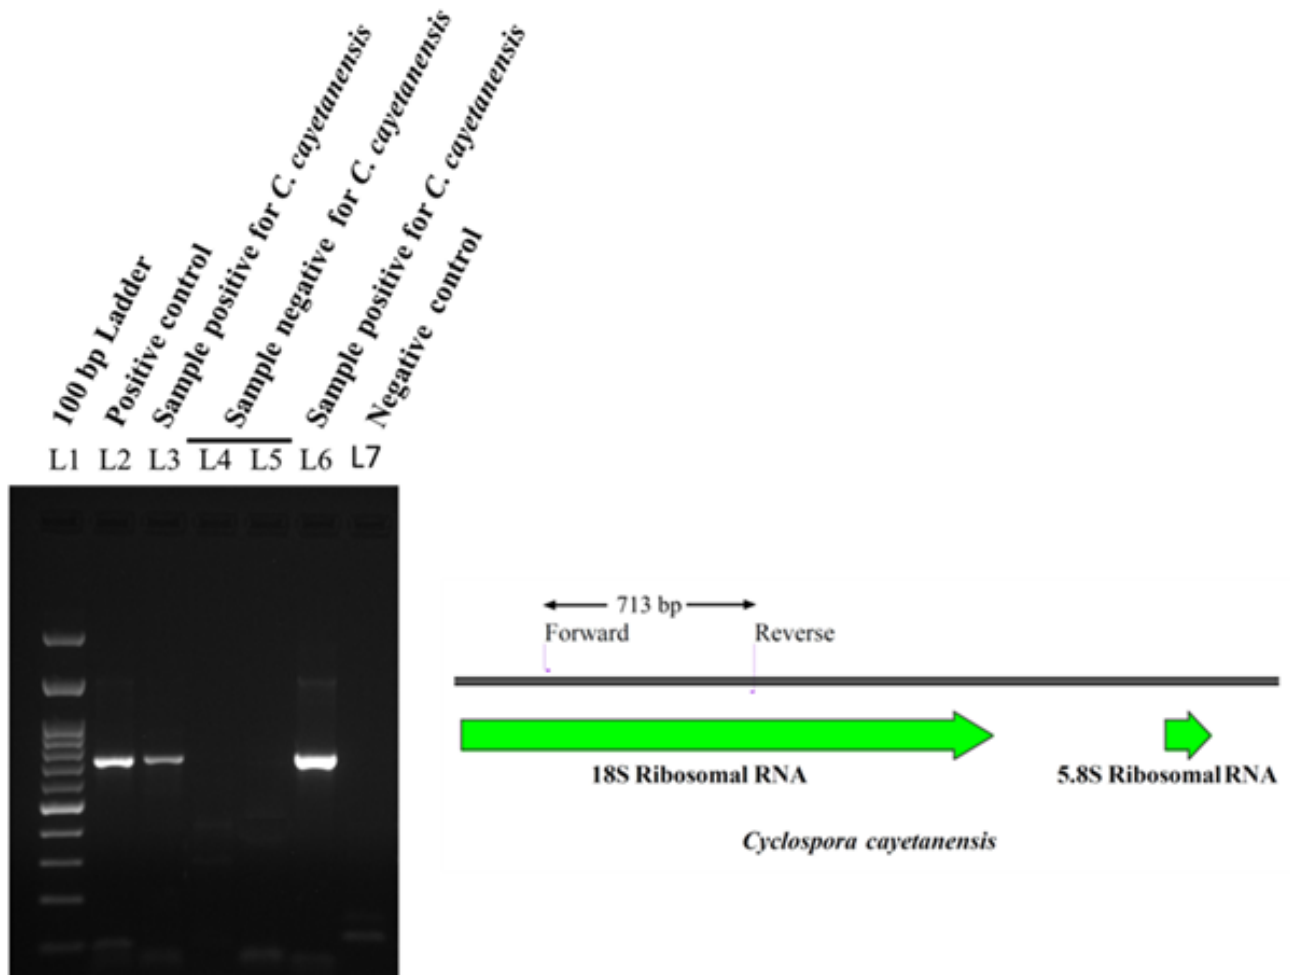 100 bp Ladder
Positive control
Sample positive for C. cayetanensis
Sample negative for C. cayetanensis
Sample positive for C. cayetanensis
Negative control
L1 L2 L3 L4 L5 L6 L7
713 bp
Forward Reverse
18S Ribosomal RNA 5.8S Ribosomal RNA
Cyclospora cayetanensis